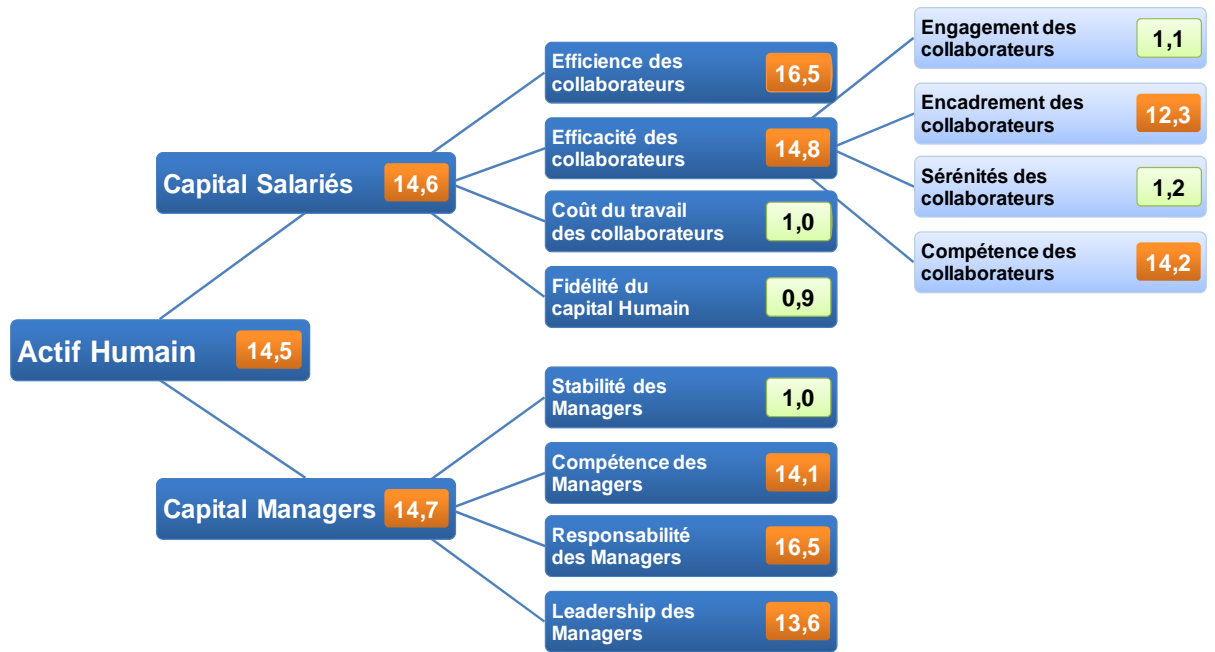 Actif Humain
14,5
Capital Salariés
14,6
Efficience des
collaborateurs
16,5
Efficacité des
collaborateurs
14,8
Engagement des
collaborateurs
1,1
Encadrement des
collaborateurs
12,3
Sérénités des
collaborateurs
1,2
Compétence des
collaborateurs
14,2
Coût du travail
des collaborateurs
1,0
Fidélité du
capital Humain
0,9
Capital Managers
14,7
Stabilité des
Managers
1,0
Compétence des
Managers
14,1
Responsabilité
des Managers
16,5
Leadership des
Managers
13,6